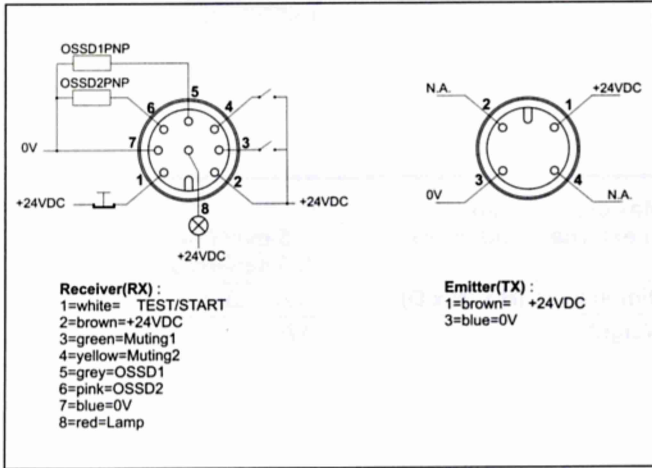 OSSD1PNP
OSSD2PNP
5
6
4
0V
7
3
1
2
+24VDC
+24VDC
8
+24VDC
Receiver(RX) :
1=white= TEST/START
2=brown=+24VDC
3=green=Muting1
4=yellow=Muting2
5=grey=OSSD1
6=pink=OSSD2
7=blue=0V
8=red=Lamp
N.A.
+24VDC
2
1
3
4
0V
N.A.
Emitter(TX) :
1=brown= +24VDC
3=blue=0V